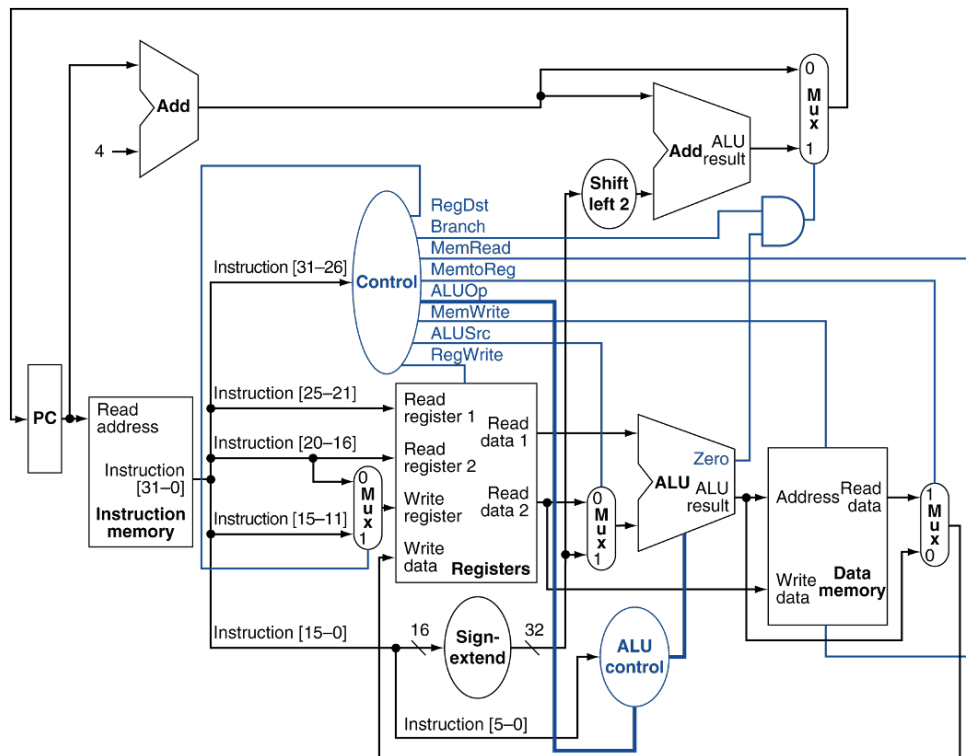 Add
4
0
Mux
1
Add
ALU
result
Shift
left 2
RegDst
Branch
MemRead
MemtoReg
ALUOp
MemWrite
ALUSrc
RegWrite
Control
Instruction [31–26]
PC
Read
address
Instruction
[31–0]
Instruction
memory
Instruction [25–21]
Instruction [20–16]
Instruction [15–11]
0
Mux
1
Read
register 1
Read
register 2
Write
register
Write
data
Read
data 1
Read
data 2
Registers
0
Mux
1
Zero
ALU
ALU
result
Address
Read
data
Write
data
Data
memory
1
Mux
0
Instruction [15–0]
16
Sign-
extend
32
ALU
control
Instruction [5–0]